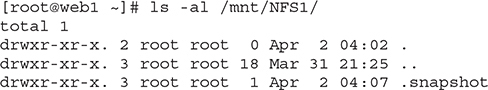 [root@web1 ~]# ls -al /mnt/NFS1/
total 1
drwxr-xr-x. 2 root root  0 Apr  2 04:02 .
drwxr-xr-x. 3 root root 18 Mar 31 21:25 ..
drwxr-xr-x. 3 root root  1 Apr  2 04:07 .snapshot